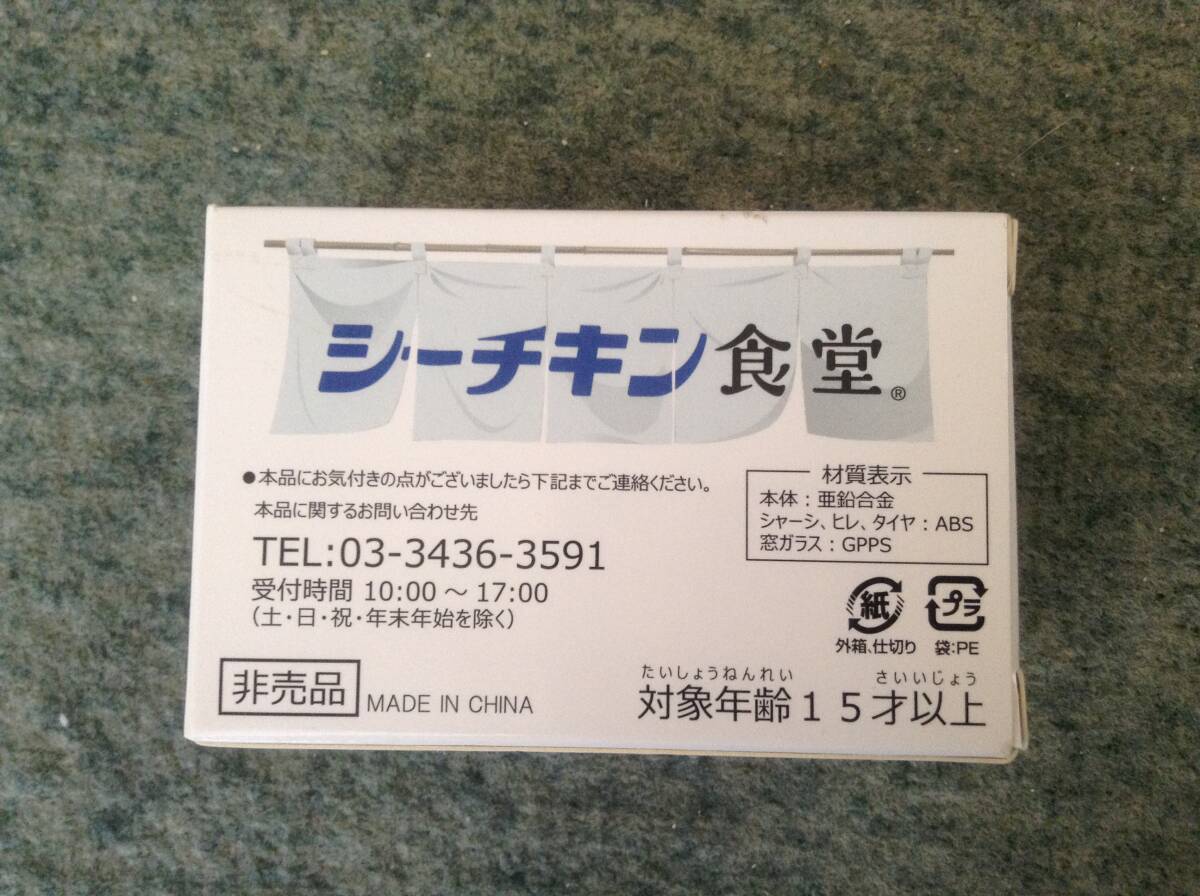 シーチキン食堂®
●本品にお気付きの点がございましたら下記までご連絡ください。
本品に関するお問い合わせ先
TEL:03-3436-3591
受付時間 10:00～17:00
(土・日・祝・年末年始を除く)
材質表示
本体:亜鉛合金
シャーシ、ヒレ、タイヤ:ABS
窓ガラス:GPPS
紙
プラ
外箱、仕切り
袋:PE
非売品
MADE IN CHINA
たいしょうねんれい さいいじょう
対象年齢15才以上